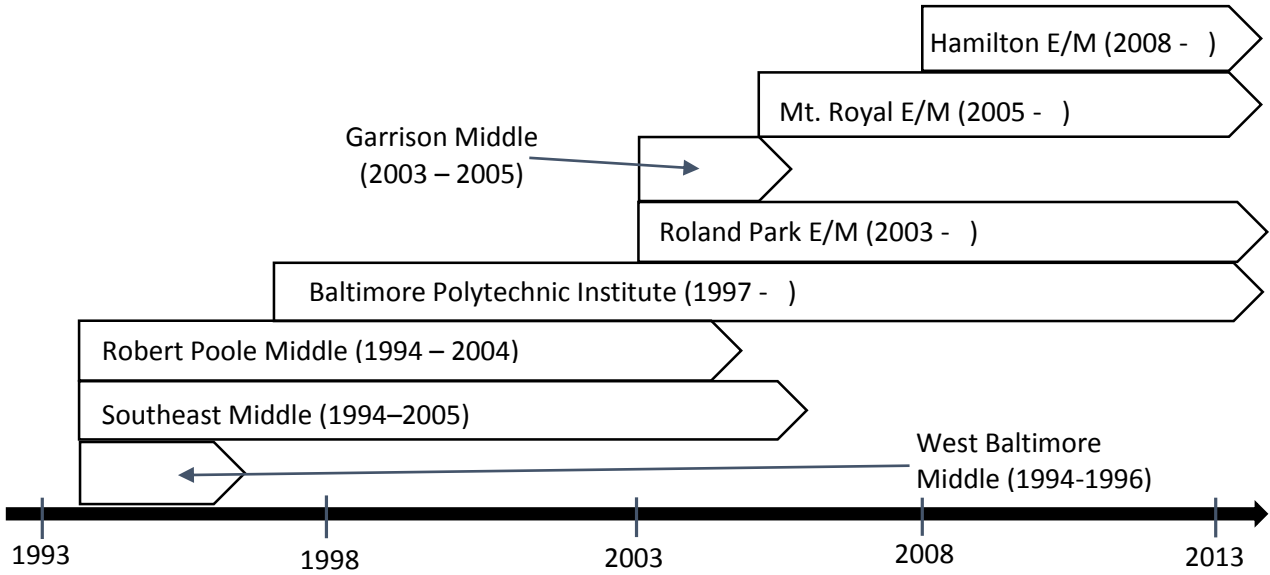 Hamilton E/M (2008 -   )
Mt. Royal E/M (2005 -   )
Garrison Middle
(2003 – 2005)
Roland Park E/M (2003 -   )
Baltimore Polytechnic Institute (1997 -   )
Robert Poole Middle (1994 – 2004)
Southeast Middle (1994–2005)
West Baltimore
Middle (1994-1996)
1993
1998
2003
2008
2013